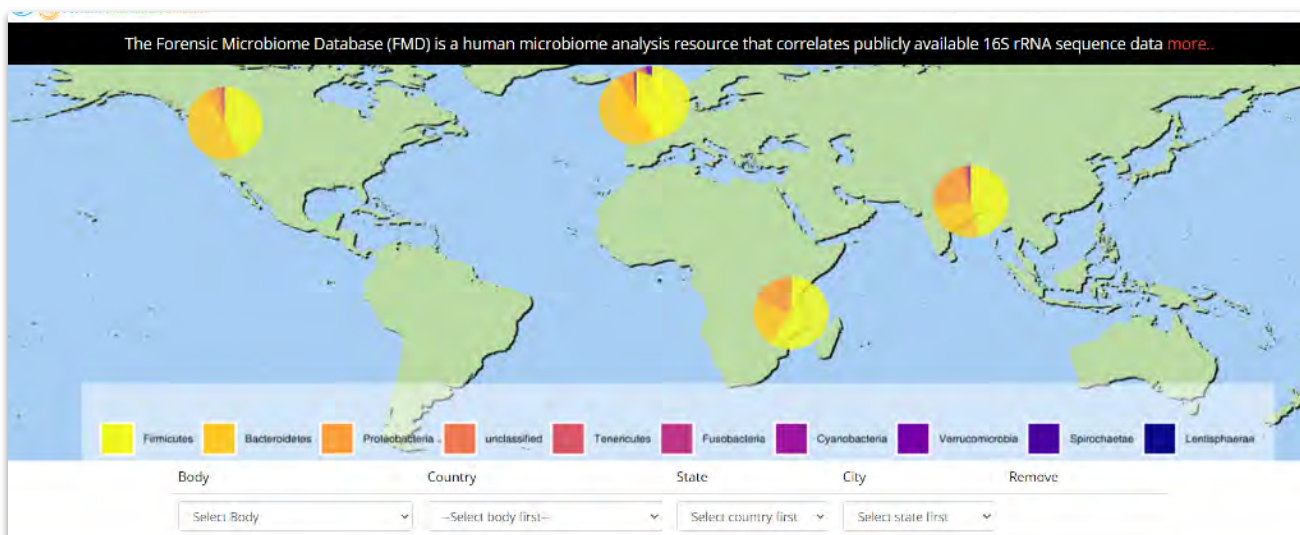 The Forensic Microbiome Database (FMD) is a human microbiome analysis resource that correlates publicly available 16S rRNA sequence data more..
Firmicutes Bacteroidetes Proteobacteria unclassified Tenericutes Fusobacteria Cyanobacteria Verrucomicrobia Spirochaetae Lentisphaerae
Body Country State City Remove
Select Body --Select body first-- Select country first Select state first